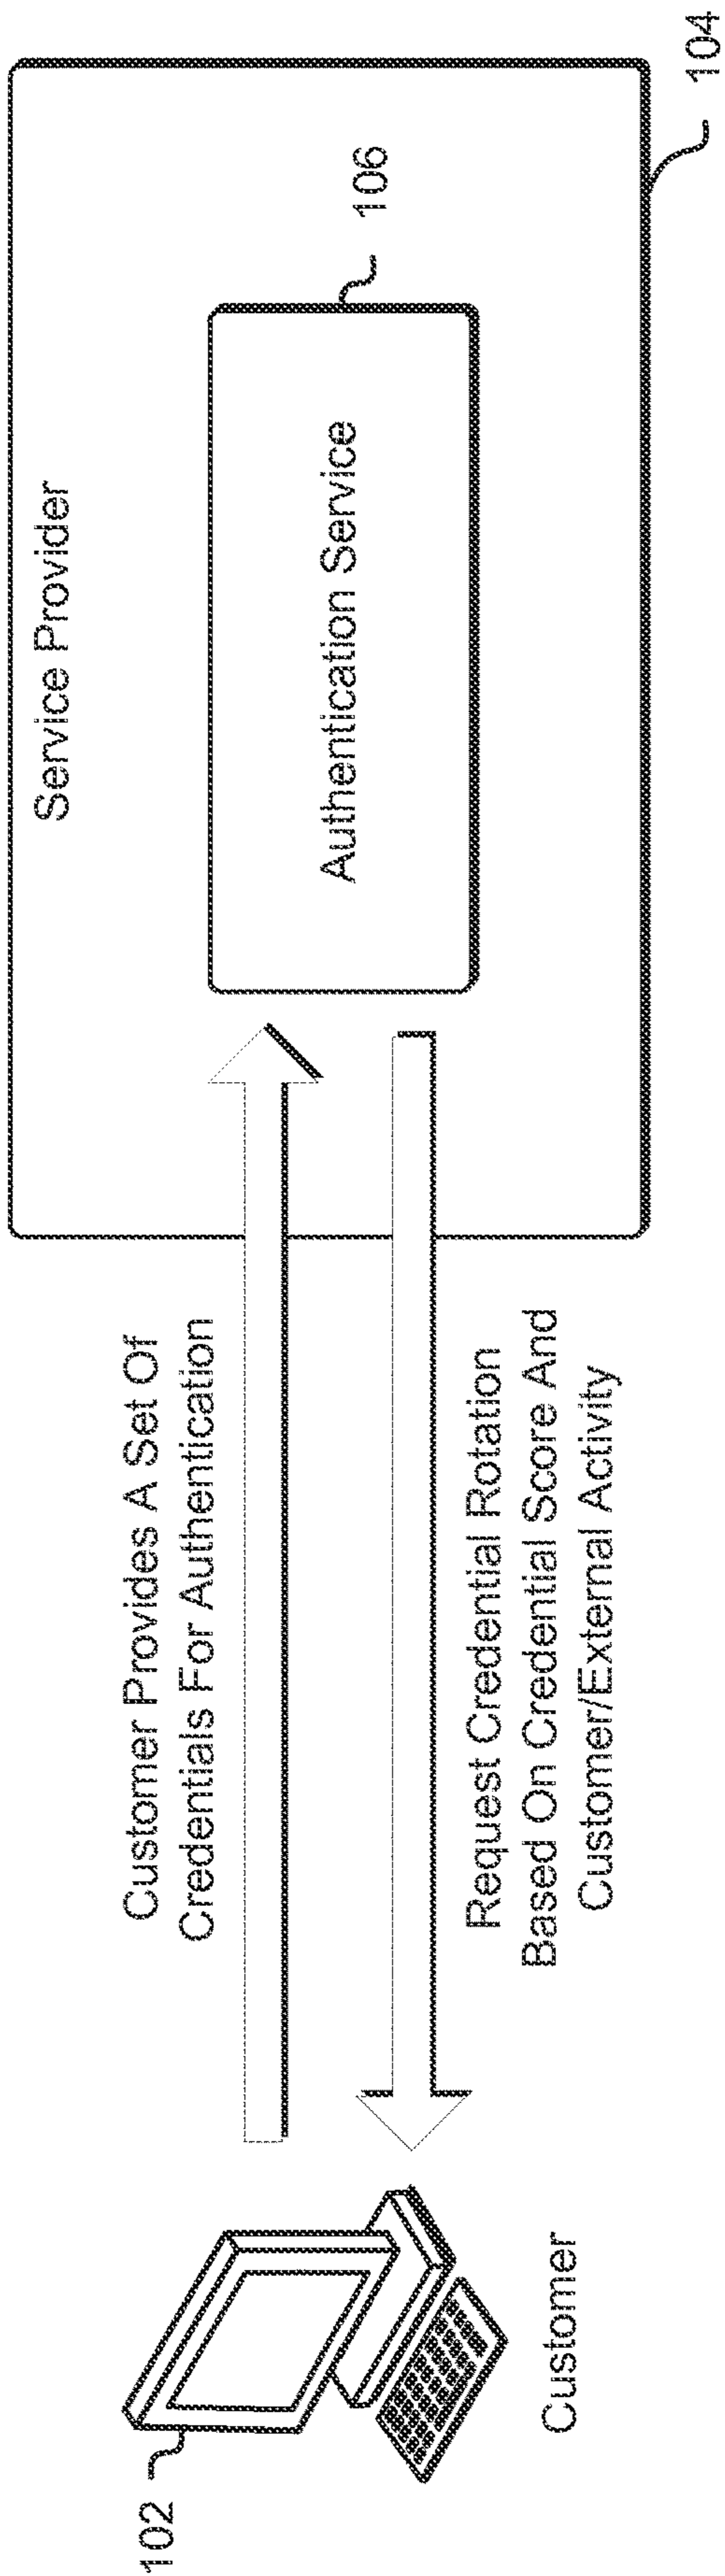 102
Customer
Customer Provides A Set Of
Credentials For Authentication
Request Credential Rotation
Based On Credential Score And
Customer/External Activity
Service Provider
Authentication Service
106
104